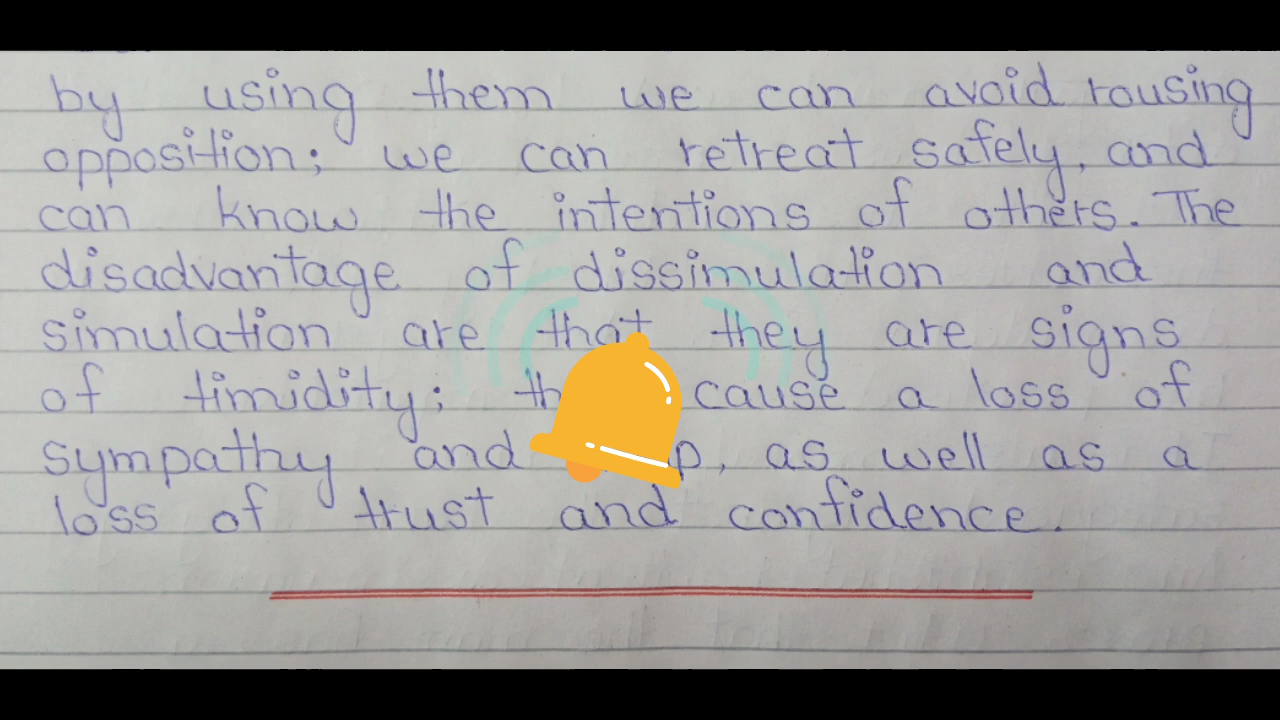 by using them we can avoid rousing
opposition; we can retreat safely, and
can know the intentions of others. The
disadvantage of dissimulation and
simulation are that they are signs
of timidity; cause a loss of
sympathy and as well as a
loss of trust and confidence.